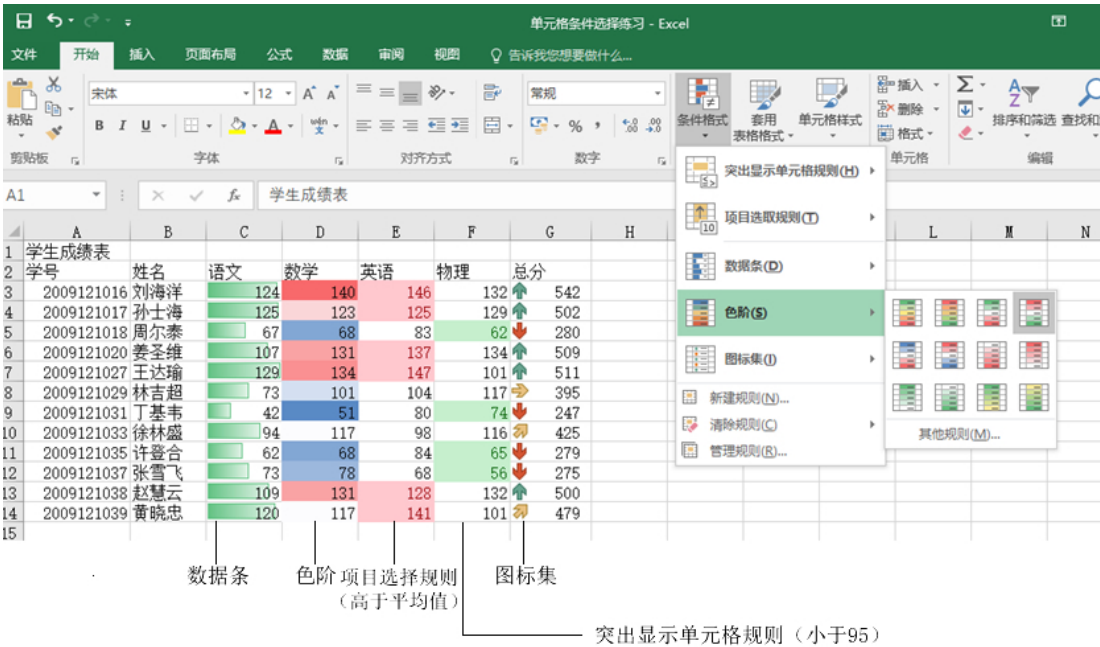 单元格条件选择练习 - Excel
文件 开始 插入 页面布局 公式 数据 审阅 视图 告诉我您想要做什么...
宋体 12 常规
粘贴 B I U 条件格式 套用 表格格式 单元格样式 插入 删除 格式 排序和筛选 查找和
剪贴板 字体 对齐方式 数字 单元格 编辑
A1 fx 学生成绩表
A B C D E F G H L M N
1 学生成绩表
2 学号 姓名 语文 数学 英语 物理 总分
3 2009121016 刘海洋 124 140 146 132 542
4 2009121017 孙士海 125 123 125 129 502
5 2009121018 周尔泰 67 68 83 62 280
6 2009121020 姜圣维 107 131 137 134 509
7 2009121027 王达瑜 129 134 147 101 511
8 2009121029 林吉超 73 101 104 117 395
9 2009121031 丁基韦 42 51 80 74 247
10 2009121033 徐林盛 94 117 98 116 425
11 2009121035 许登合 62 68 84 65 279
12 2009121037 张雪飞 73 78 68 56 275
13 2009121038 赵慧云 109 131 128 132 500
14 2009121039 黄晓忠 120 117 141 101 479
15
突出显示单元格规则(H)
项目选取规则(T)
数据条(D)
色阶(S)
图标集(I)
新建规则(N)...
清除规则(C)
管理规则(R)...
其他规则(M)...
数据条 色阶 项目选择规则 图标集
（高于平均值）
突出显示单元格规则（小于95）